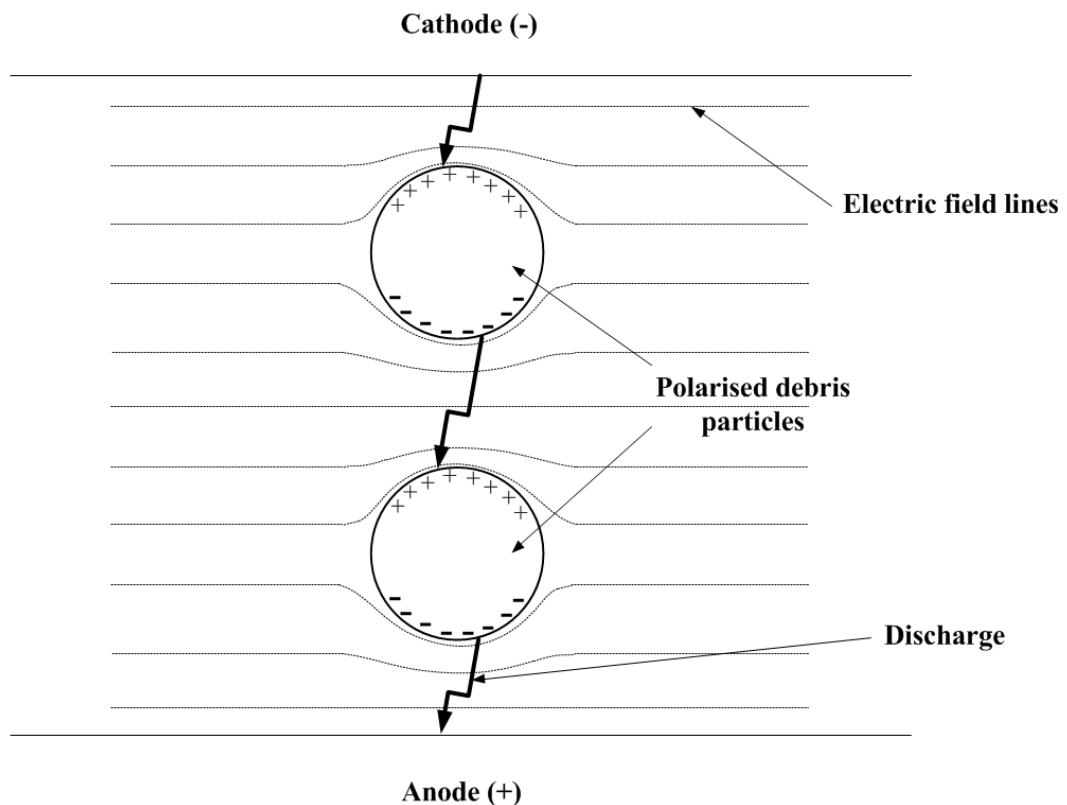 Cathode (-)
Electric field lines
+ + + + + + + + +
- - - - - - - -
Polarised debris
particles
+ + + + + + + + +
- - - - - - - -
Discharge
Anode (+)